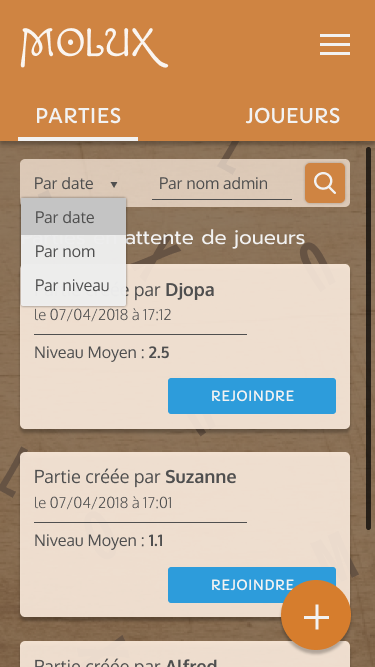 MOLUX
PARTIES JOUEURS
Par date ▼ Par nom admin
Par date
Par nom
Par niveau
attente de joueurs
par Djopa
le 07/04/2018 à 17:12
Niveau Moyen : 2.5
REJOINDRE
Partie créée par Suzanne
le 07/04/2018 à 17:01
Niveau Moyen : 1.1
REJOINDRE
+
Partie créée par Alfred